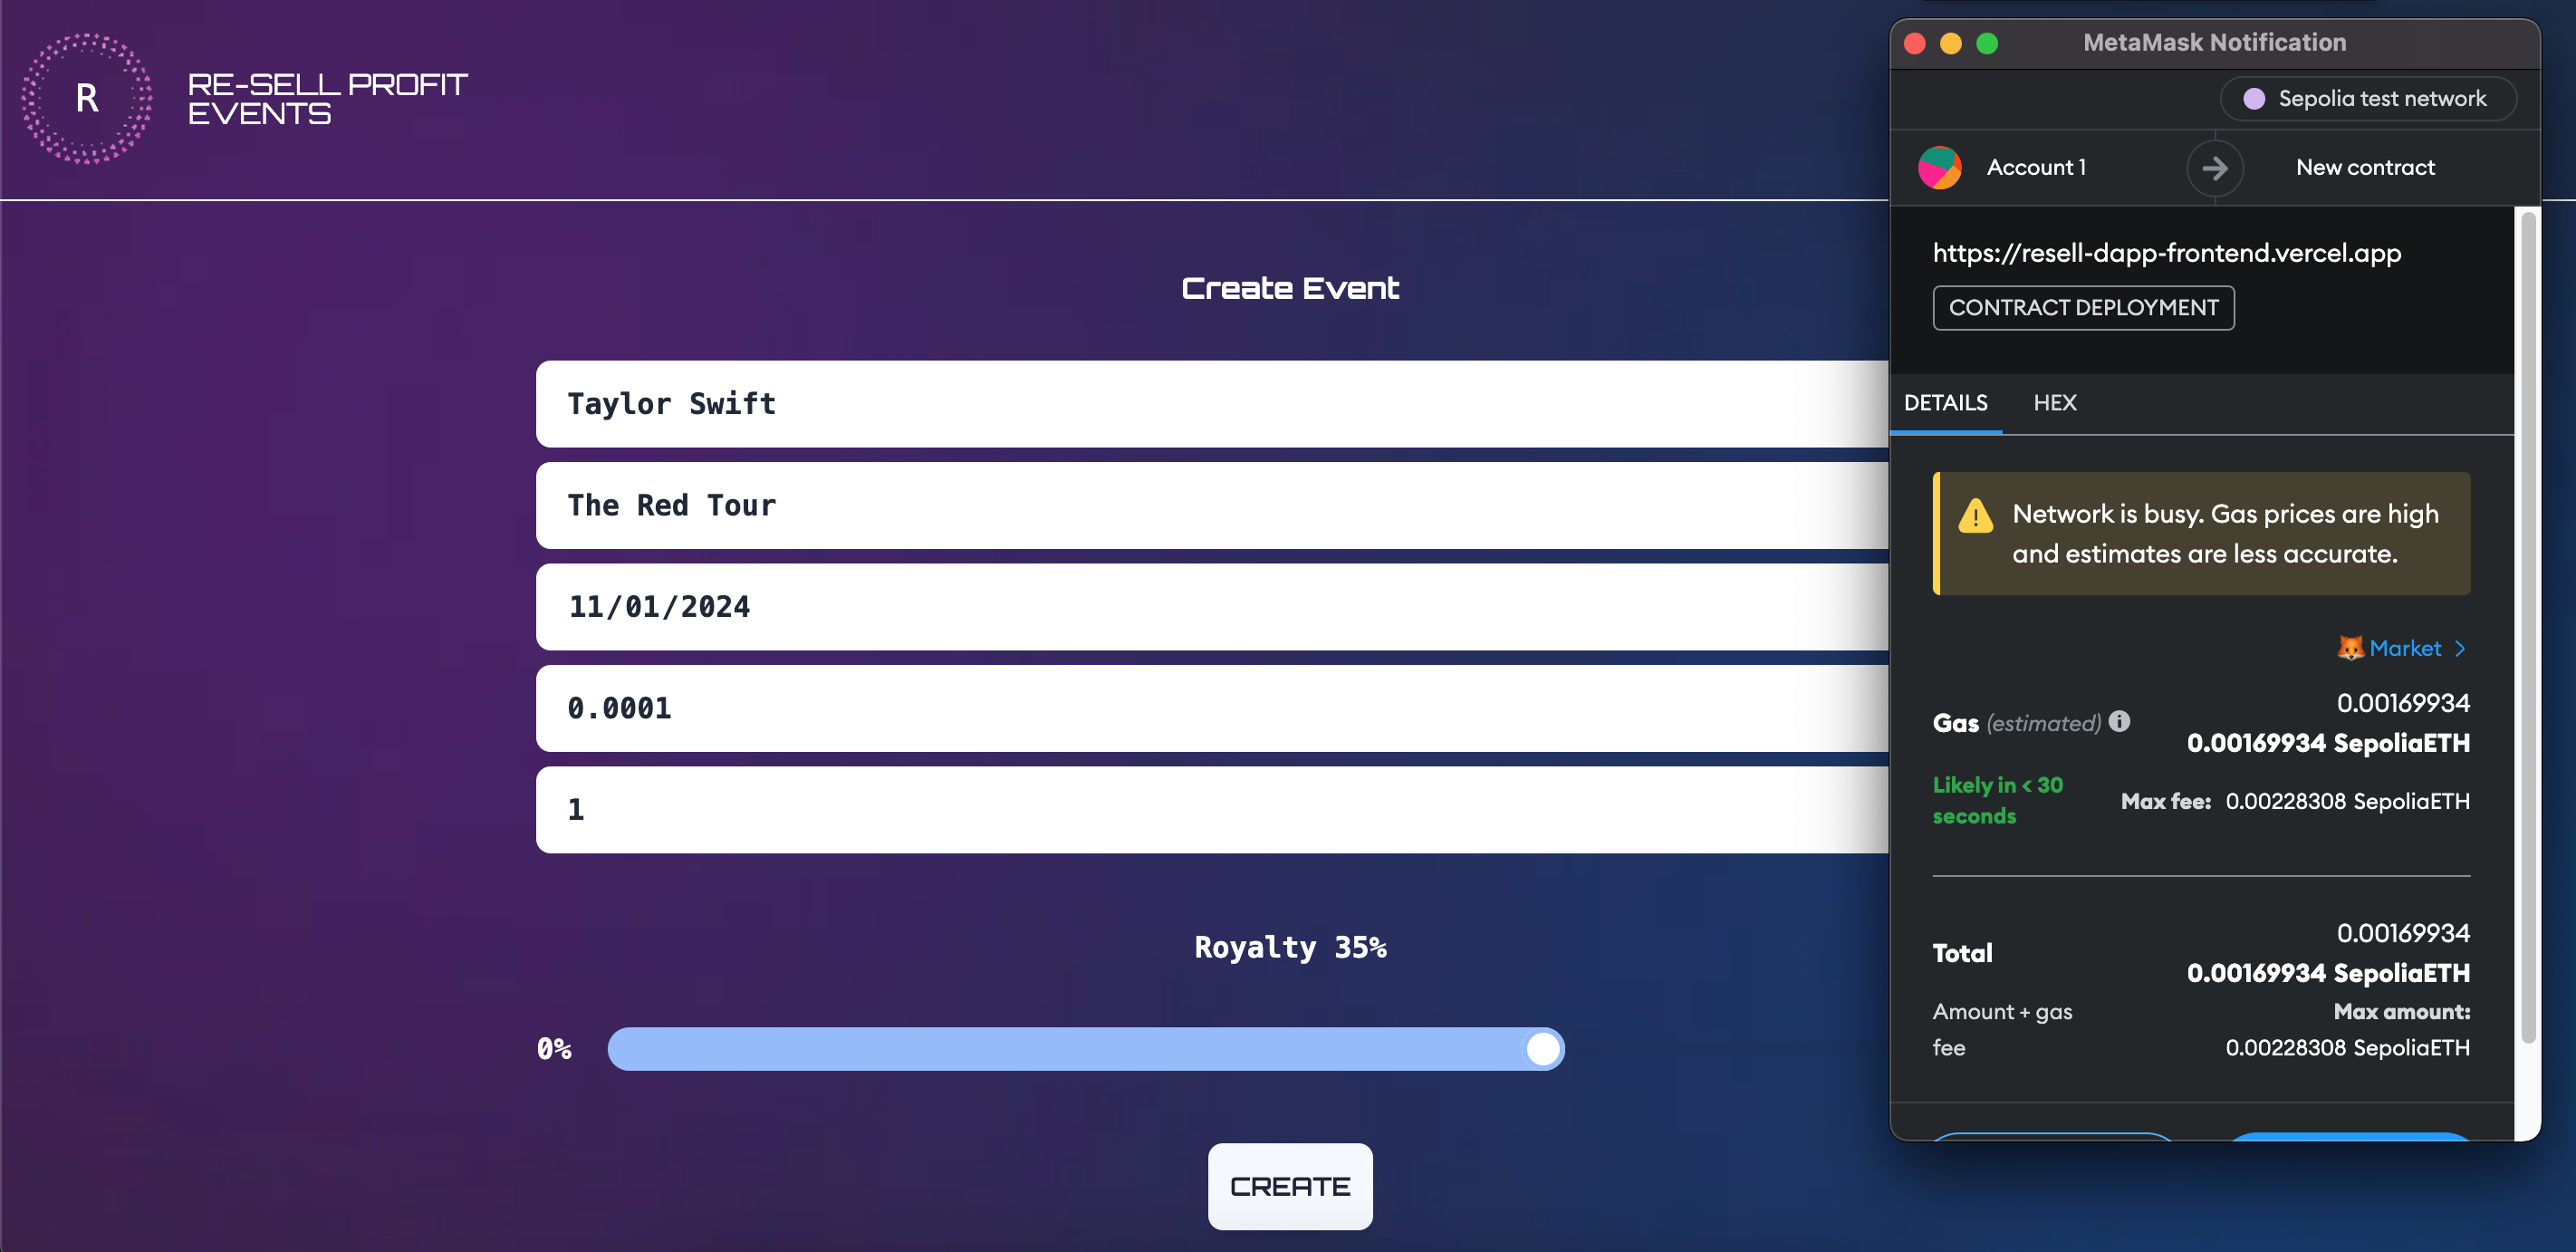 R
RE-SELL PROFIT
EVENTS
Create Event
Taylor Swift
The Red Tour
11/01/2024
0.0001
1
Royalty 35%
0%
CREATE
MetaMask Notification
Sepolia test network
Account 1
New contract
https://resell-dapp-frontend.vercel.app
CONTRACT DEPLOYMENT
DETAILS HEX
Network is busy. Gas prices are high
and estimates are less accurate.
Market >
0.00169934
Gas (estimated)
0.00169934 SepoliaETH
Likely in < 30
seconds
Max fee: 0.00228308 SepoliaETH
0.00169934
Total
0.00169934 SepoliaETH
Amount + gas
fee
Max amount:
0.00228308 SepoliaETH